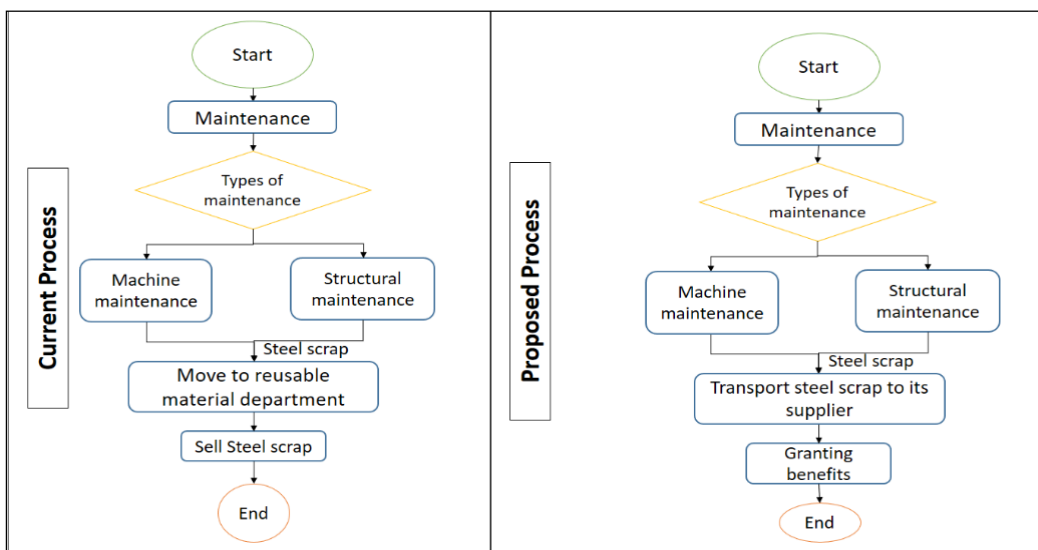 Current Process
Start
Maintenance
Types of
maintenance
Machine
maintenance
Structural
maintenance
Steel scrap
Move to reusable
material department
Sell Steel scrap
End
Proposed Process
Start
Maintenance
Types of
maintenance
Machine
maintenance
Structural
maintenance
Steel scrap
Transport steel scrap to its
supplier
Granting
benefits
End